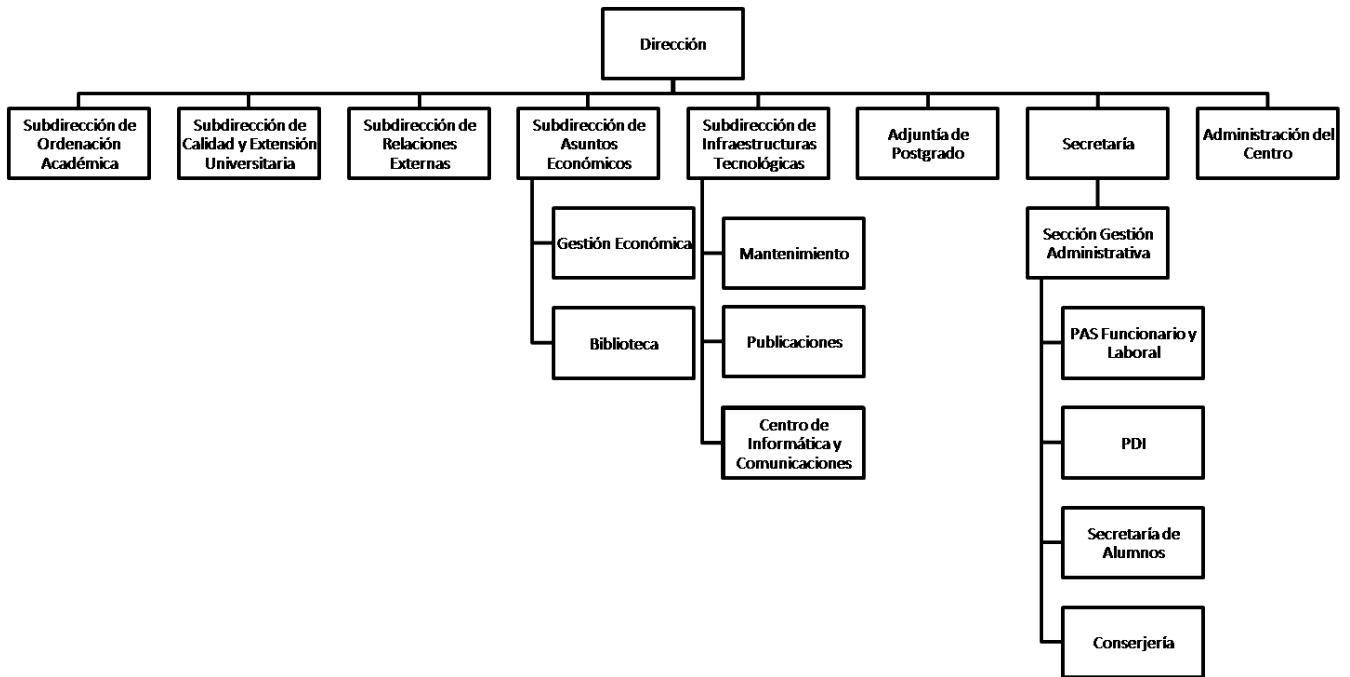 Dirección
Subdirección de
Ordenación
Académica
Subdirección de
Calidad y Extensión
Universitaria
Subdirección de
Relaciones
Externas
Subdirección de
Asuntos
Económicos
Subdirección de
Infraestructuras
Tecnológicas
Adjuntía de
Postgrado
Secretaría
Administración del
Centro
Gestión Económica
Biblioteca
Mantenimiento
Publicaciones
Centro de
Informática y
Comunicaciones
Sección Gestión
Administrativa
PAS Funcionario y
Laboral
PDI
Secretaría de
Alumnos
Conserjería